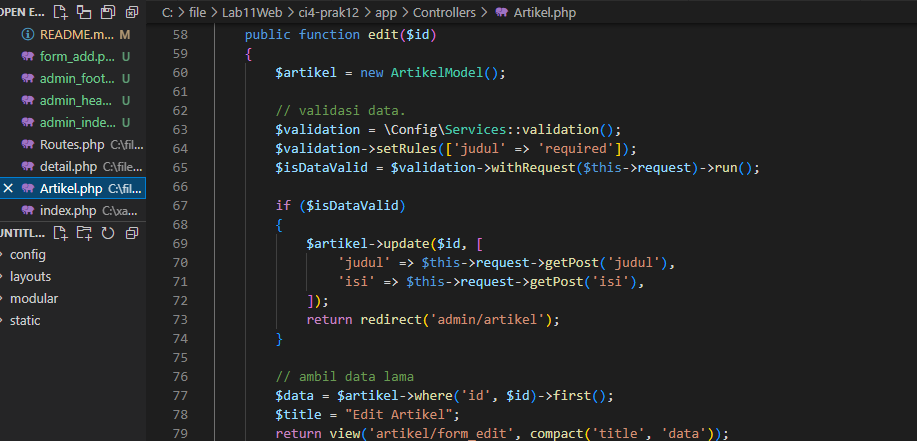 OPEN E...
README.m... M
form_add.p... U
admin_foot... U
admin_hea... U
admin_inde... U
Routes.php C:\fil...
detail.php C:\file...
Artikel.php C:\fil...
index.php C:\xa...
UNTITL...
config
layouts
modular
static
C: > file > Lab11Web > ci4-prak12 > app > Controllers > Artikel.php
58 public function edit($id)
59 {
60 $artikel = new ArtikelModel();
61
62 // validasi data.
63 $validation = \Config\Services::validation();
64 $validation->setRules(['judul' => 'required']);
65 $isDataValid = $validation->withRequest($this->request)->run();
66
67 if ($isDataValid)
68 {
69 $artikel->update($id, [
70 'judul' => $this->request->getPost('judul'),
71 'isi' => $this->request->getPost('isi'),
72 ]);
73 return redirect('admin/artikel');
74 }
75
76 // ambil data lama
77 $data = $artikel->where('id', $id)->first();
78 $title = "Edit Artikel";
79 return view('artikel/form_edit', compact('title', 'data'));